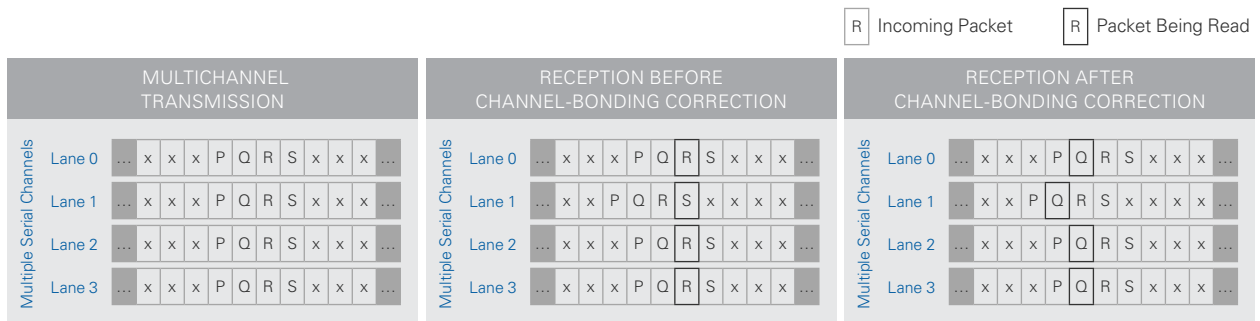 R Incoming Packet R Packet Being Read
MULTICHANNEL
TRANSMISSION
Multiple Serial Channels
Lane 0 ... x x x P Q R S x x x ...
Lane 1 ... x x x P Q R S x x x ...
Lane 2 ... x x x P Q R S x x x ...
Lane 3 ... x x x P Q R S x x x ...
RECEPTION BEFORE
CHANNEL-BONDING CORRECTION
Multiple Serial Channels
Lane 0 ... x x x P Q R S x x x ...
Lane 1 ... x x P Q R S x x x x ...
Lane 2 ... x x x P Q R S x x x ...
Lane 3 ... x x x P Q R S x x x ...
RECEPTION AFTER
CHANNEL-BONDING CORRECTION
Multiple Serial Channels
Lane 0 ... x x x P Q R S x x x ...
Lane 1 ... x x P Q R S x x x x ...
Lane 2 ... x x x P Q R S x x x ...
Lane 3 ... x x x P Q R S x x x ...